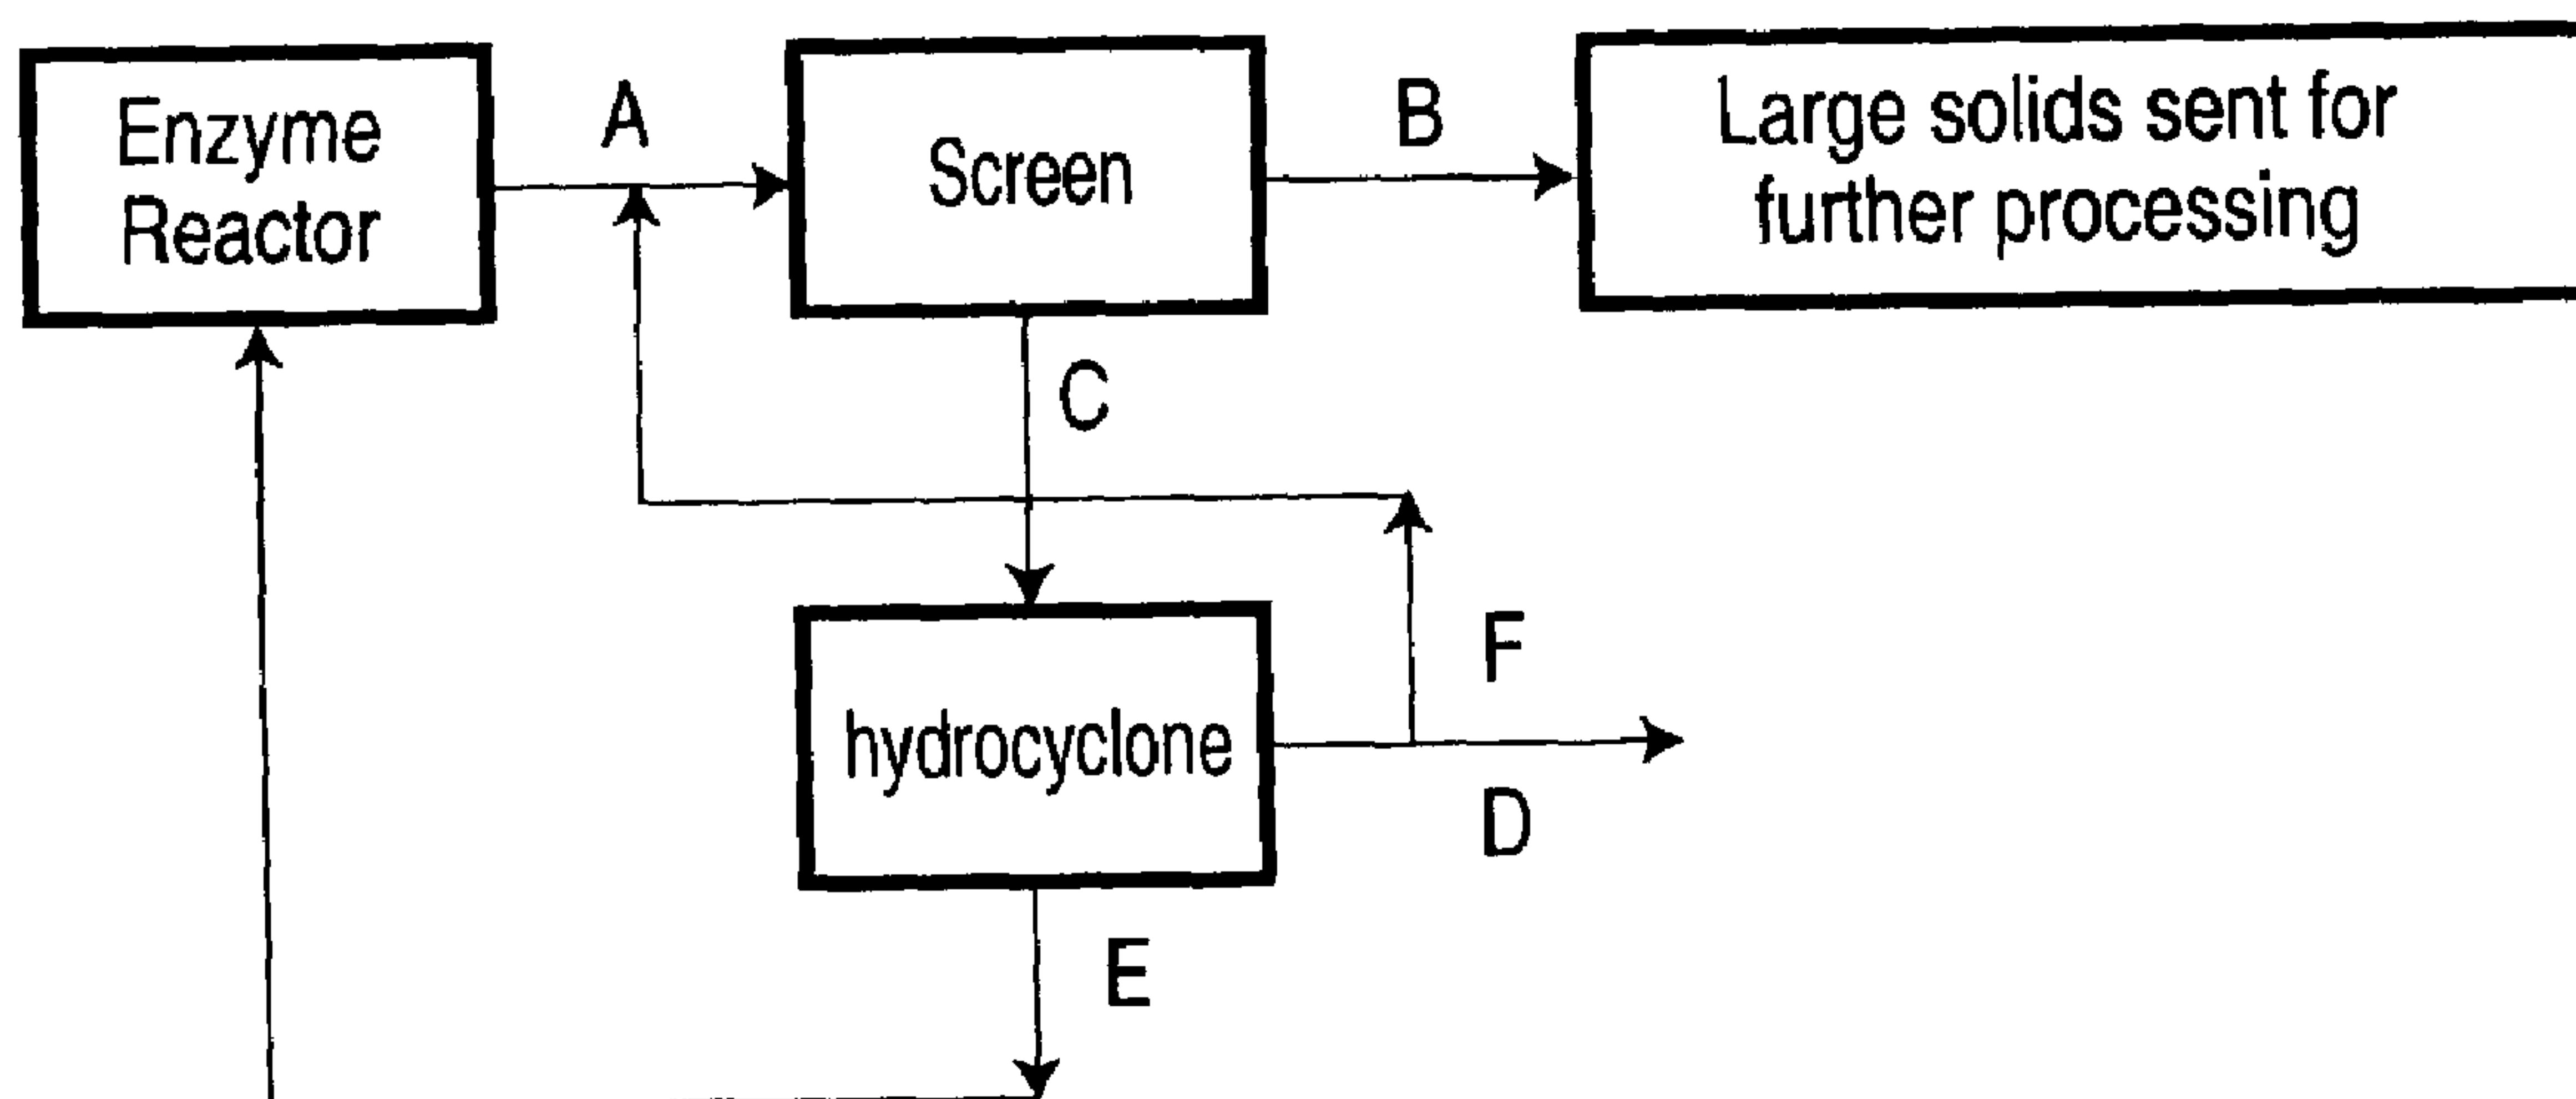 Enzyme
Reactor
A
Screen
B
Large solids sent for
further processing
C
F
hydrocyclone
D
E